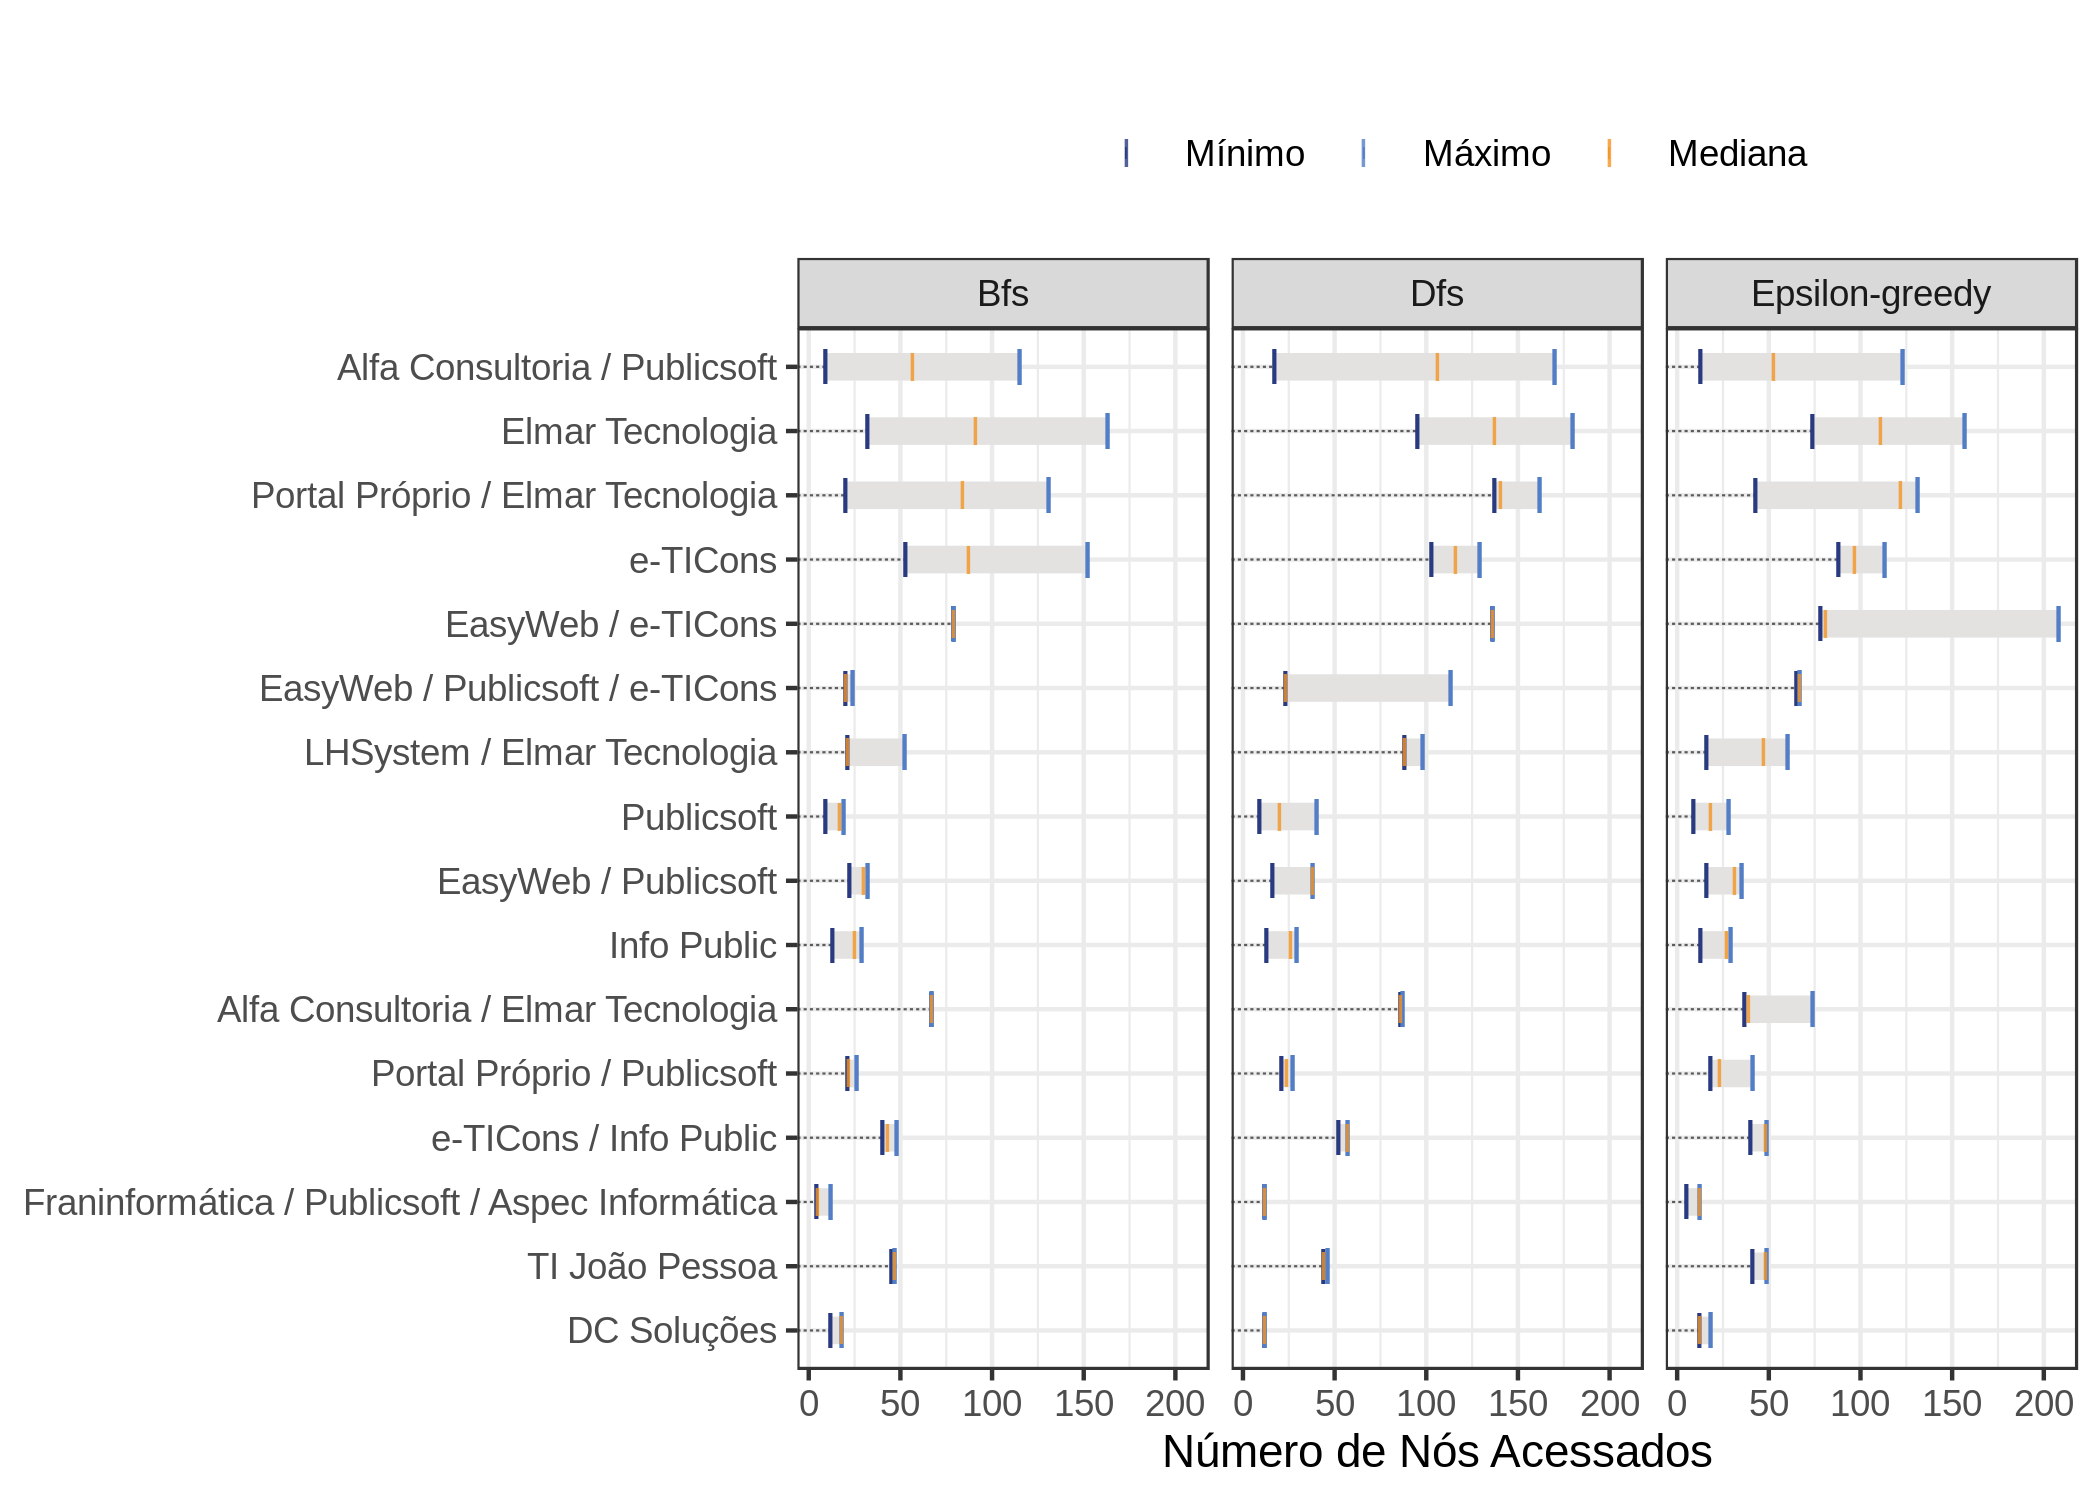 Mínimo Máximo Mediana
Bfs Dfs Epsilon-greedy
Alfa Consultoria / Publicsoft
Elmar Tecnologia
Portal Próprio / Elmar Tecnologia
e-TICons
EasyWeb / e-TICons
EasyWeb / Publicsoft / e-TICons
LHSystem / Elmar Tecnologia
Publicsoft
EasyWeb / Publicsoft
Info Public
Alfa Consultoria / Elmar Tecnologia
Portal Próprio / Publicsoft
e-TICons / Info Public
Franinformática / Publicsoft / Aspec Informática
TI João Pessoa
DC Soluções
0 50 100 150 200 0 50 100 150 200 0 50 100 150 200
Número de Nós Acessados